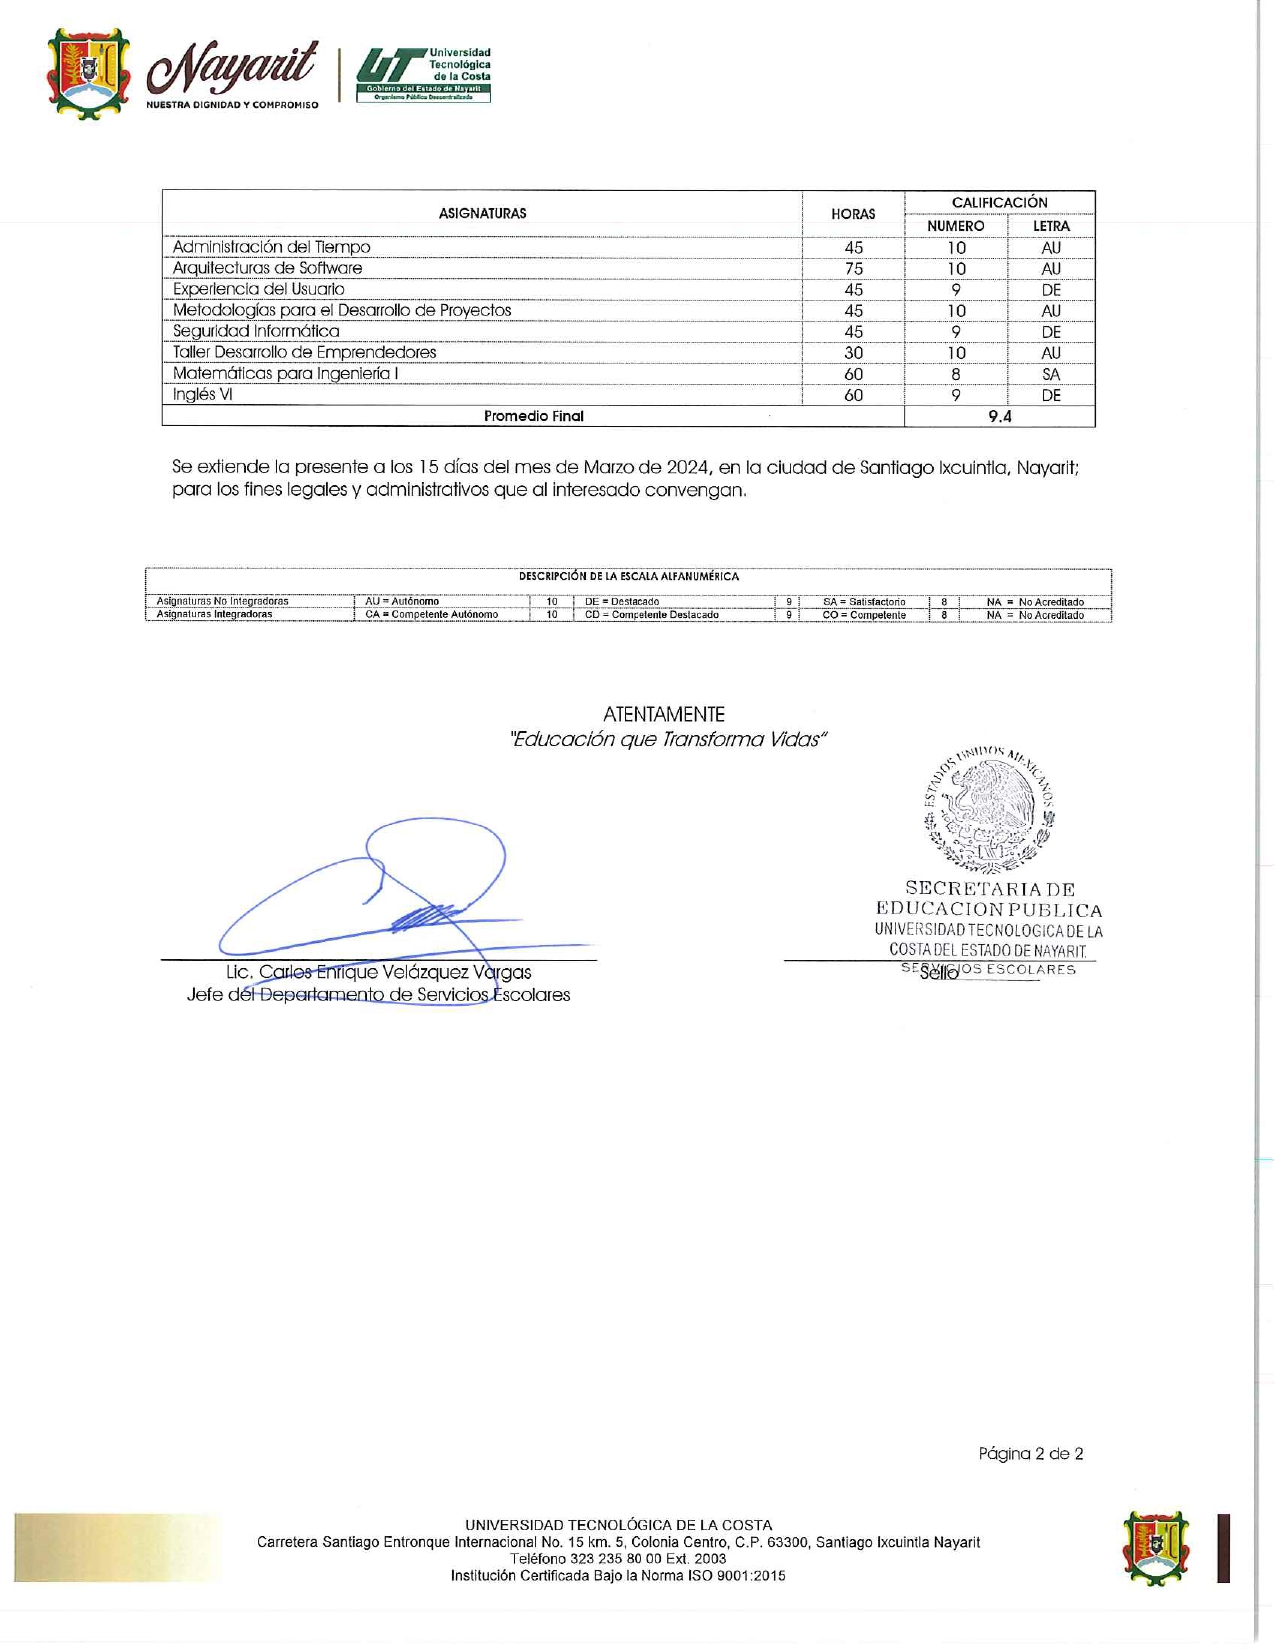 Nayarit
NUESTRA DIGNIDAD Y COMPROMISO
UT
Universidad
Tecnológica
de la Costa
Gobierno del Estado de Nayarit
Organismo Público Descentralizado
ASIGNATURAS HORAS CALIFICACIÓN
NUMERO LETRA
Administración del Tiempo 45 10 AU
Arquitecturas de Software 75 10 AU
Experiencia del Usuario 45 9 DE
Metodologías para el Desarrollo de Proyectos 45 10 AU
Seguridad Informática 45 9 DE
Taller Desarrollo de Emprendedores 30 10 AU
Matemáticas para Ingeniería I 60 8 SA
Inglés VI 60 9 DE
Promedio Final 9.4
Se extiende la presente a los 15 días del mes de Marzo de 2024, en la ciudad de Santiago Ixcuintla, Nayarit;
para los fines legales y administrativos que al interesado convengan.
DESCRIPCIÓN DE LA ESCALA ALFANUMÉRICA
Asignaturas No Integradoras AU = Autónomo 10 DE = Destacado 9 SA = Satisfactorio 8 NA = No Acreditado
Asignaturas Integradoras CA = Competente Autónomo 10 CD = Competente Destacado 9 CO = Competente 8 NA = No Acreditado
ATENTAMENTE
"Educación que Transforma Vidas"
ESTADOS UNIDOS MEXICANOS
SECRETARIA DE
EDUCACION PUBLICA
UNIVERSIDAD TECNOLOGICA DE LA
COSTA DEL ESTADO DE NAYARIT
SERVICIOS ESCOLARES
Sello
Lic. Carlos Enrique Velázquez Vargas
Jefe del Departamento de Servicios Escolares
Página 2 de 2
UNIVERSIDAD TECNOLÓGICA DE LA COSTA
Carretera Santiago Entronque Internacional No. 15 km. 5, Colonia Centro, C.P. 63300, Santiago Ixcuintla Nayarit
Teléfono 323 235 80 00 Ext. 2003
Institución Certificada Bajo la Norma ISO 9001:2015